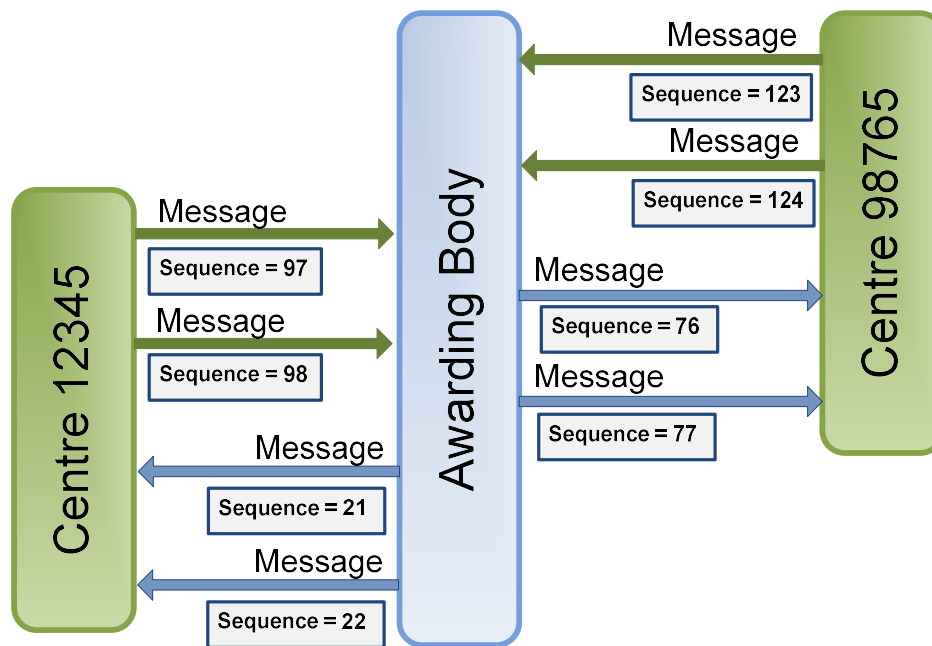 Message
Sequence = 123
Message
Sequence = 124
Centre 98765
Awarding Body
Centre 12345
Message
Sequence = 97
Message
Sequence = 98
Message
Sequence = 76
Message
Sequence = 77
Message
Sequence = 21
Message
Sequence = 22